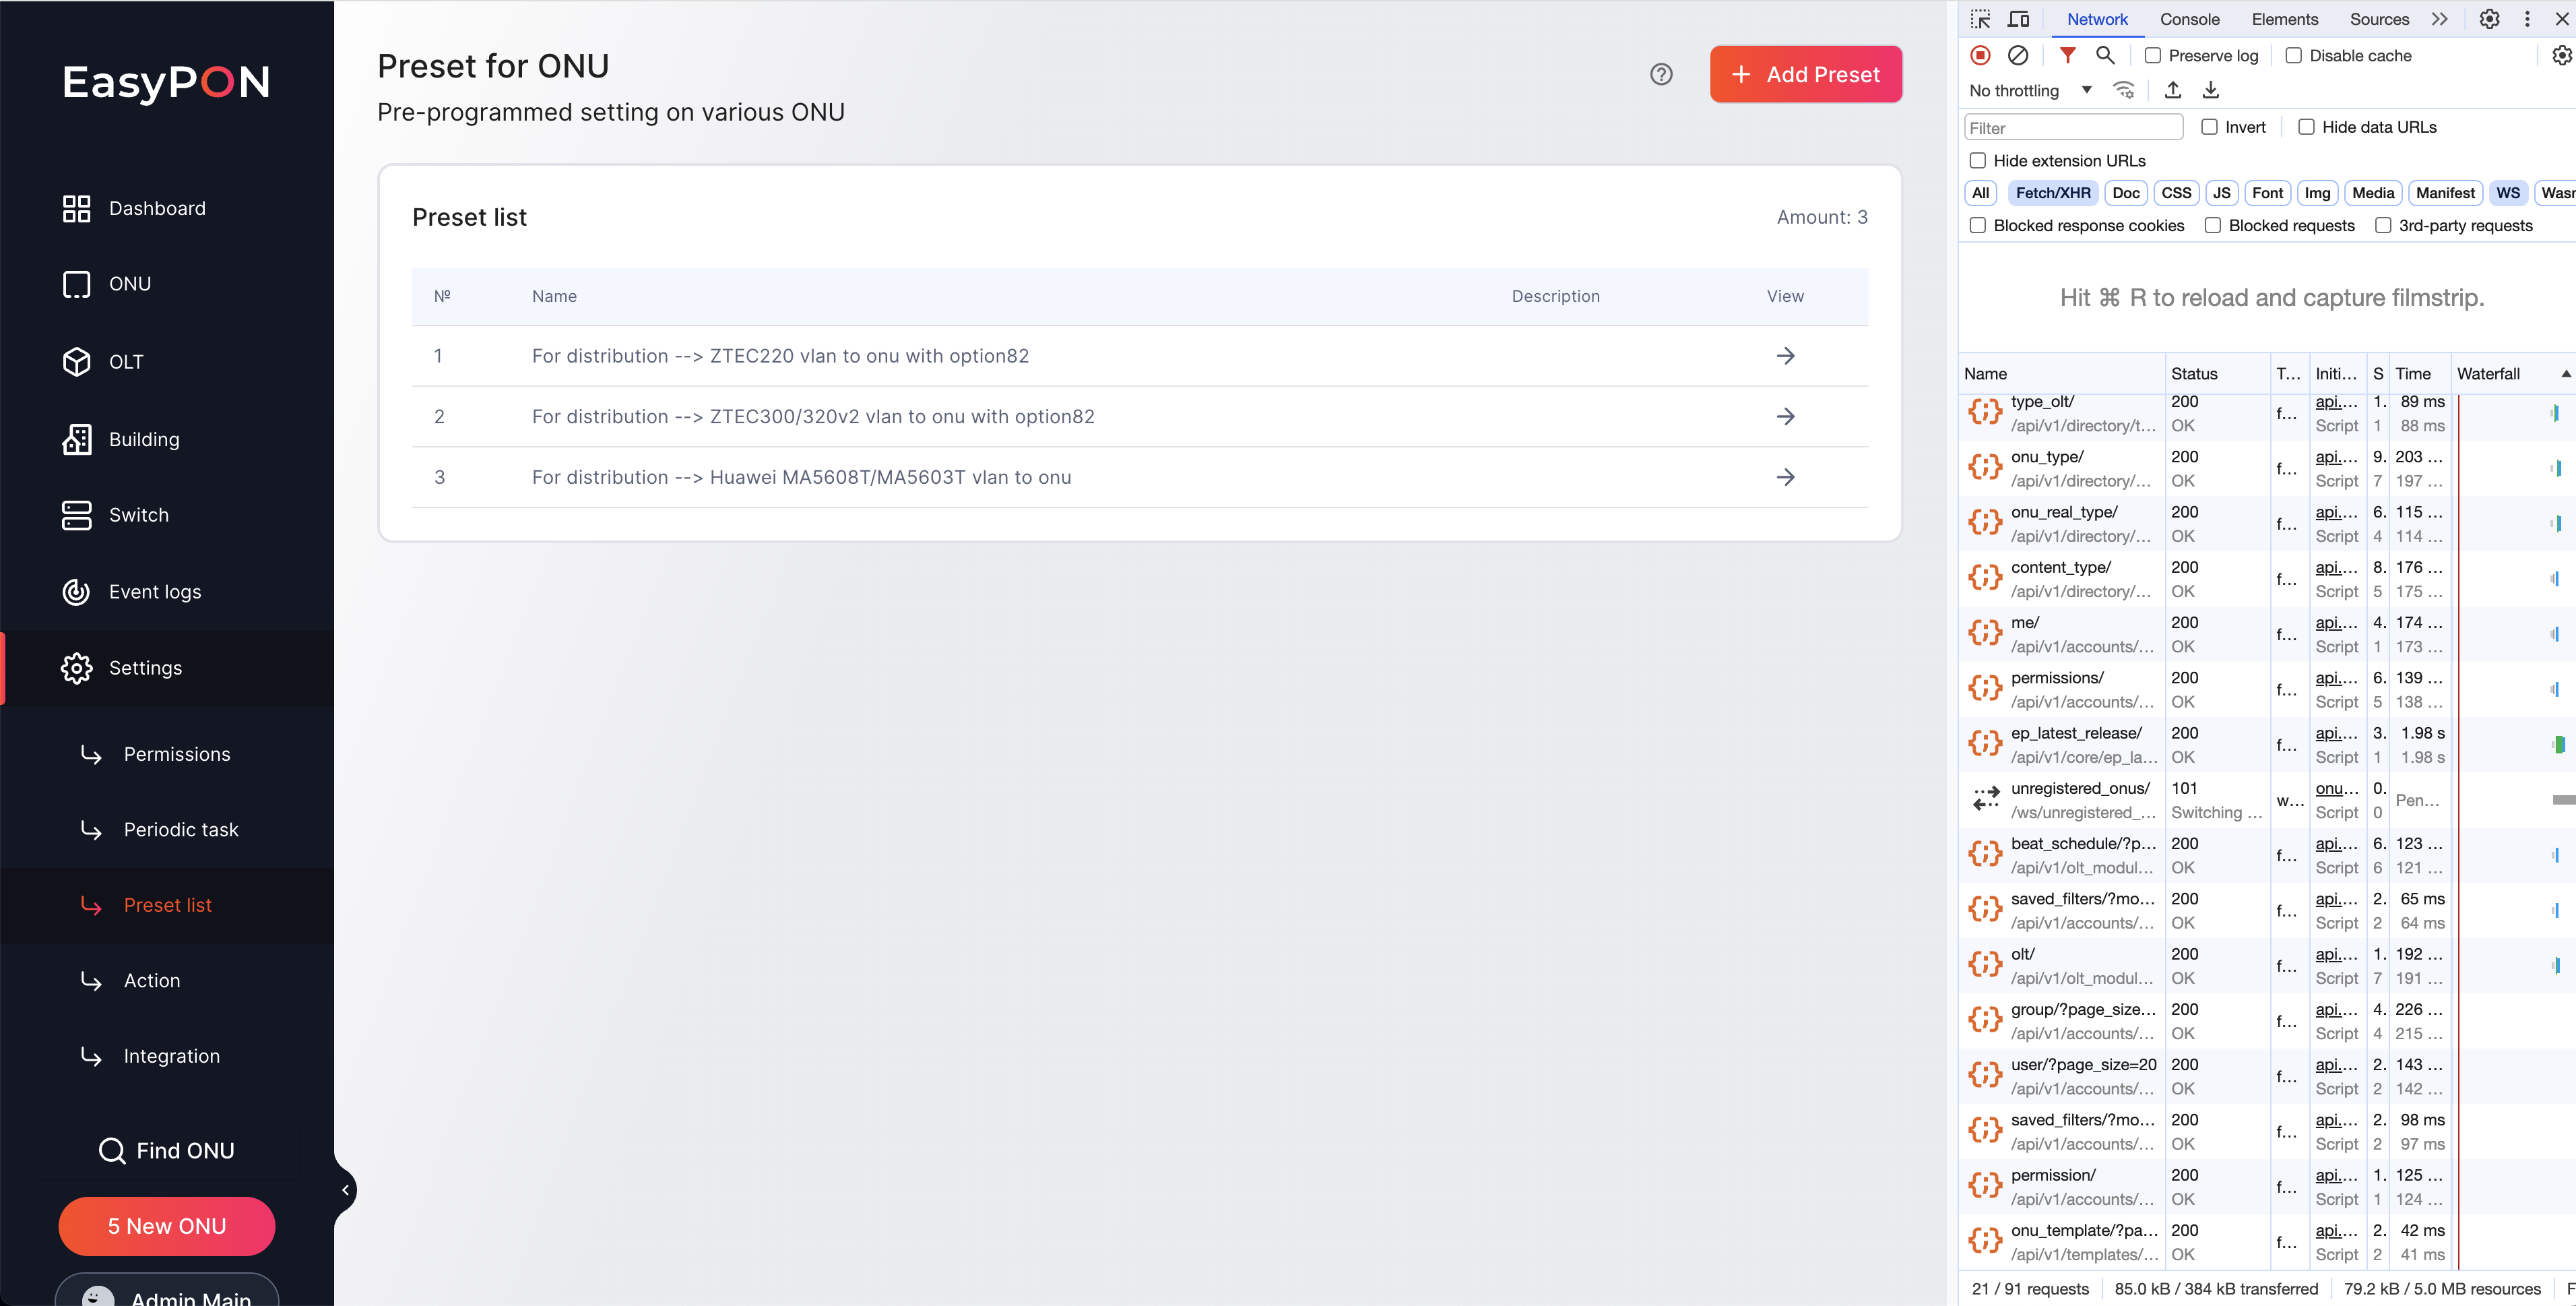 EasyPON
Dashboard
ONU
OLT
Building
Switch
Event logs
Settings
Permissions
Periodic task
Preset list
Action
Integration
Find ONU
5 New ONU
Admin Main
Preset for ONU
Pre-programmed setting on various ONU
+ Add Preset
Preset list
Amount: 3
№ Name Description View
1 For distribution --> ZTEC220 vlan to onu with option82
2 For distribution --> ZTEC300/320v2 vlan to onu with option82
3 For distribution --> Huawei MA5608T/MA5603T vlan to onu
Network Console Elements Sources
Preserve log Disable cache
No throttling
Filter Invert Hide data URLs
Hide extension URLs
All Fetch/XHR Doc CSS JS Font Img Media Manifest WS Wasm
Blocked response cookies Blocked requests 3rd-party requests
Hit ⌘ R to reload and capture filmstrip.
Name Status T... Initi... S Time Waterfall
type_olt/ 200 f... api.... 1. 89 ms
/api/v1/directory/t... OK Script 1 88 ms
onu_type/ 200 f... api.... 9. 203 ...
/api/v1/directory/... OK Script 7 197 ...
onu_real_type/ 200 f... api.... 6. 115 ...
/api/v1/directory/... OK Script 4 114 ...
content_type/ 200 f... api.... 8. 176 ...
/api/v1/directory/... OK Script 5 175 ...
me/ 200 f... api.... 4. 174 ...
/api/v1/accounts/... OK Script 1 173 ...
permissions/ 200 f... api.... 6. 139 ...
/api/v1/accounts/... OK Script 5 138 ...
ep_latest_release/ 200 f... api.... 3. 1.98 s
/api/v1/core/ep_la... OK Script 1 1.98 s
unregistered_onus/ 101 w... onu... 0. Pen...
/ws/unregistered_... Switching ... Script 0
beat_schedule/?p... 200 f... api.... 6. 123 ...
/api/v1/olt_modul... OK Script 6 121 ...
saved_filters/?mo... 200 f... api.... 2. 65 ms
/api/v1/accounts/... OK Script 2 64 ms
olt/ 200 f... api.... 1. 192 ...
/api/v1/olt_modul... OK Script 7 191 ...
group/?page_size... 200 f... api.... 4. 226 ...
/api/v1/accounts/... OK Script 4 215 ...
user/?page_size=20 200 f... api.... 2. 143 ...
/api/v1/accounts/... OK Script 2 142 ...
saved_filters/?mo... 200 f... api.... 2. 98 ms
/api/v1/accounts/... OK Script 2 97 ms
permission/ 200 f... api.... 1. 125 ...
/api/v1/accounts/... OK Script 1 124 ...
onu_template/?pa... 200 f... api.... 2. 42 ms
/api/v1/templates/... OK Script 2 41 ms
21 / 91 requests 85.0 kB / 384 kB transferred 79.2 kB / 5.0 MB resources